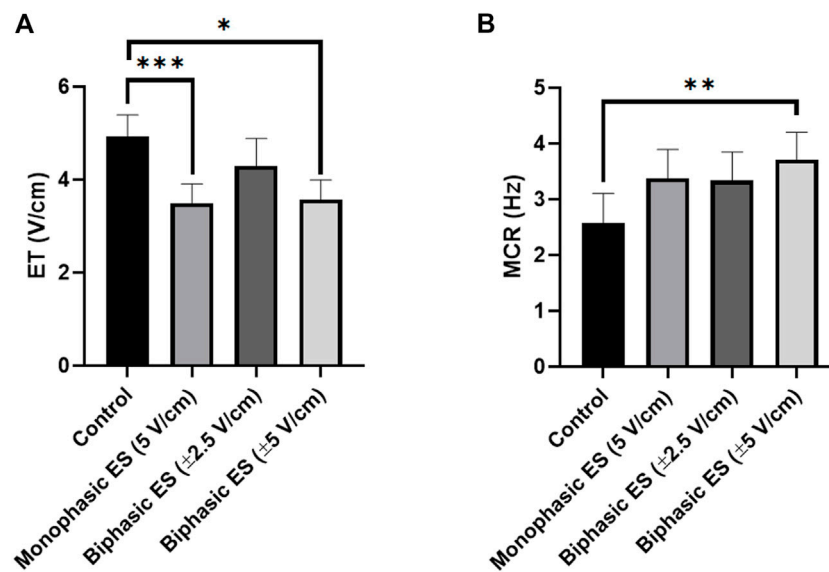 A
*
***
6
4
2
0
ET (V/cm)
Control
Monophasic ES (5 V/cm)
Biphasic ES (±2.5 V/cm)
Biphasic ES (±5 V/cm)
B
**
5
4
3
2
1
0
MCR (Hz)
Control
Monophasic ES (5 V/cm)
Biphasic ES (±2.5 V/cm)
Biphasic ES (±5 V/cm)